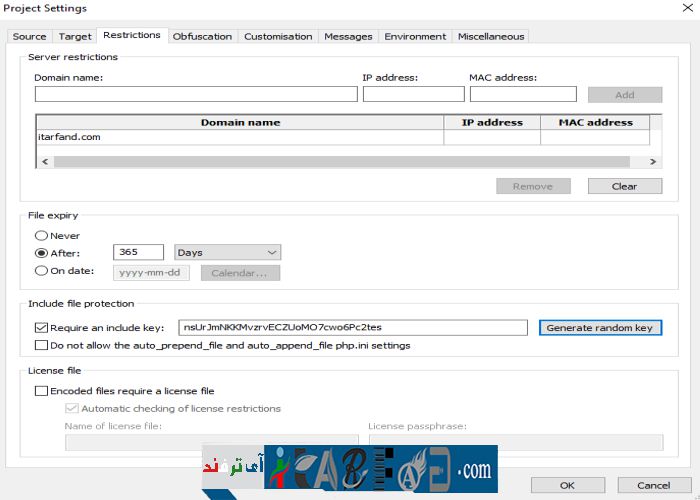 Project Settings
Source Target Restrictions Obfuscation Customisation Messages Environment Miscellaneous
Server restrictions
Domain name: IP address: MAC address:
Add
Domain name IP address MAC address
itarfand.com
Remove Clear
File expiry
Never
After: 365 Days
On date: yyyy-mm-dd Calendar...
Include file protection
Require an include key: nsUrJmNKKMvzrvECZUoMO7cwo6Pc2tes Generate random key
Do not allow the auto_prepend_file and auto_append_file php.ini settings
License file
Encoded files require a license file
Automatic checking of license restrictions
Name of license file: License passphrase:
آی ترفند .com
OK Cancel